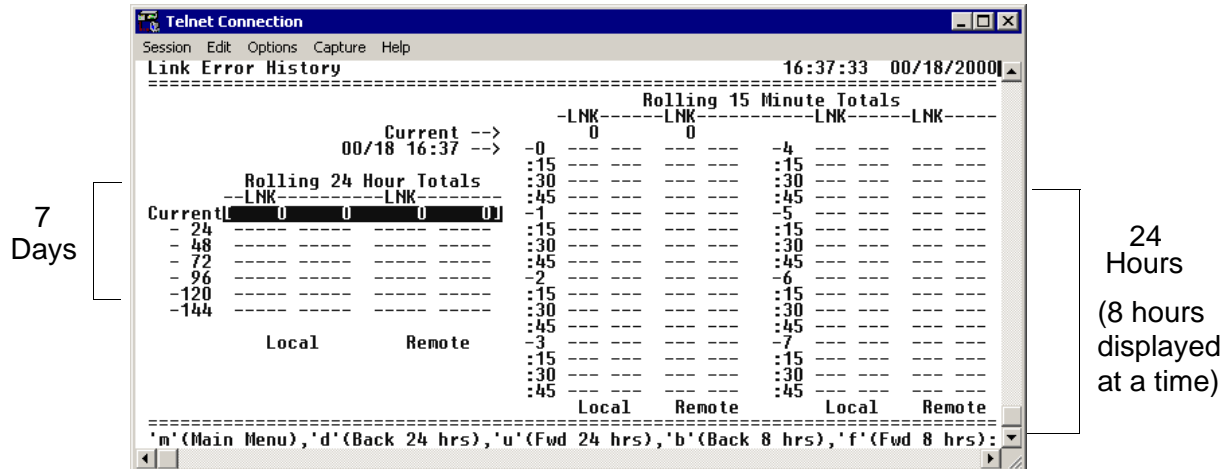 Telnet Connection
Session Edit Options Capture Help
Link Error History 16:37:33 00/18/2000
================================================================================
Rolling 15 Minute Totals
-LNK------LNK-----------LNK------LNK-----
Current --> 0 0
00/18 16:37 --> -0 --- --- --- --- -4 --- --- --- ---
:15 --- --- --- --- :15 --- --- --- ---
Rolling 24 Hour Totals :30 --- --- --- --- :30 --- --- --- ---
--LNK----------LNK-------- :45 --- --- --- --- :45 --- --- --- ---
Current[ 0 0 0 0] -1 --- --- --- --- -5 --- --- --- ---
- 24 ----- ----- ----- ----- :15 --- --- --- --- :15 --- --- --- ---
- 48 ----- ----- ----- ----- :30 --- --- --- --- :30 --- --- --- ---
- 72 ----- ----- ----- ----- :45 --- --- --- --- :45 --- --- --- ---
- 96 ----- ----- ----- ----- -2 --- --- --- --- -6 --- --- --- ---
-120 ----- ----- ----- ----- :15 --- --- --- --- :15 --- --- --- ---
-144 ----- ----- ----- ----- :30 --- --- --- --- :30 --- --- --- ---
:45 --- --- --- --- :45 --- --- --- ---
Local Remote -3 --- --- --- --- -7 --- --- --- ---
:15 --- --- --- --- :15 --- --- --- ---
:30 --- --- --- --- :30 --- --- --- ---
:45 --- --- --- --- :45 --- --- --- ---
Local Remote Local Remote
================================================================================
'm'(Main Menu),'d'(Back 24 hrs),'u'(Fwd 24 hrs),'b'(Back 8 hrs),'f'(Fwd 8 hrs):
7
Days
24
Hours
(8 hours
displayed
at a time)